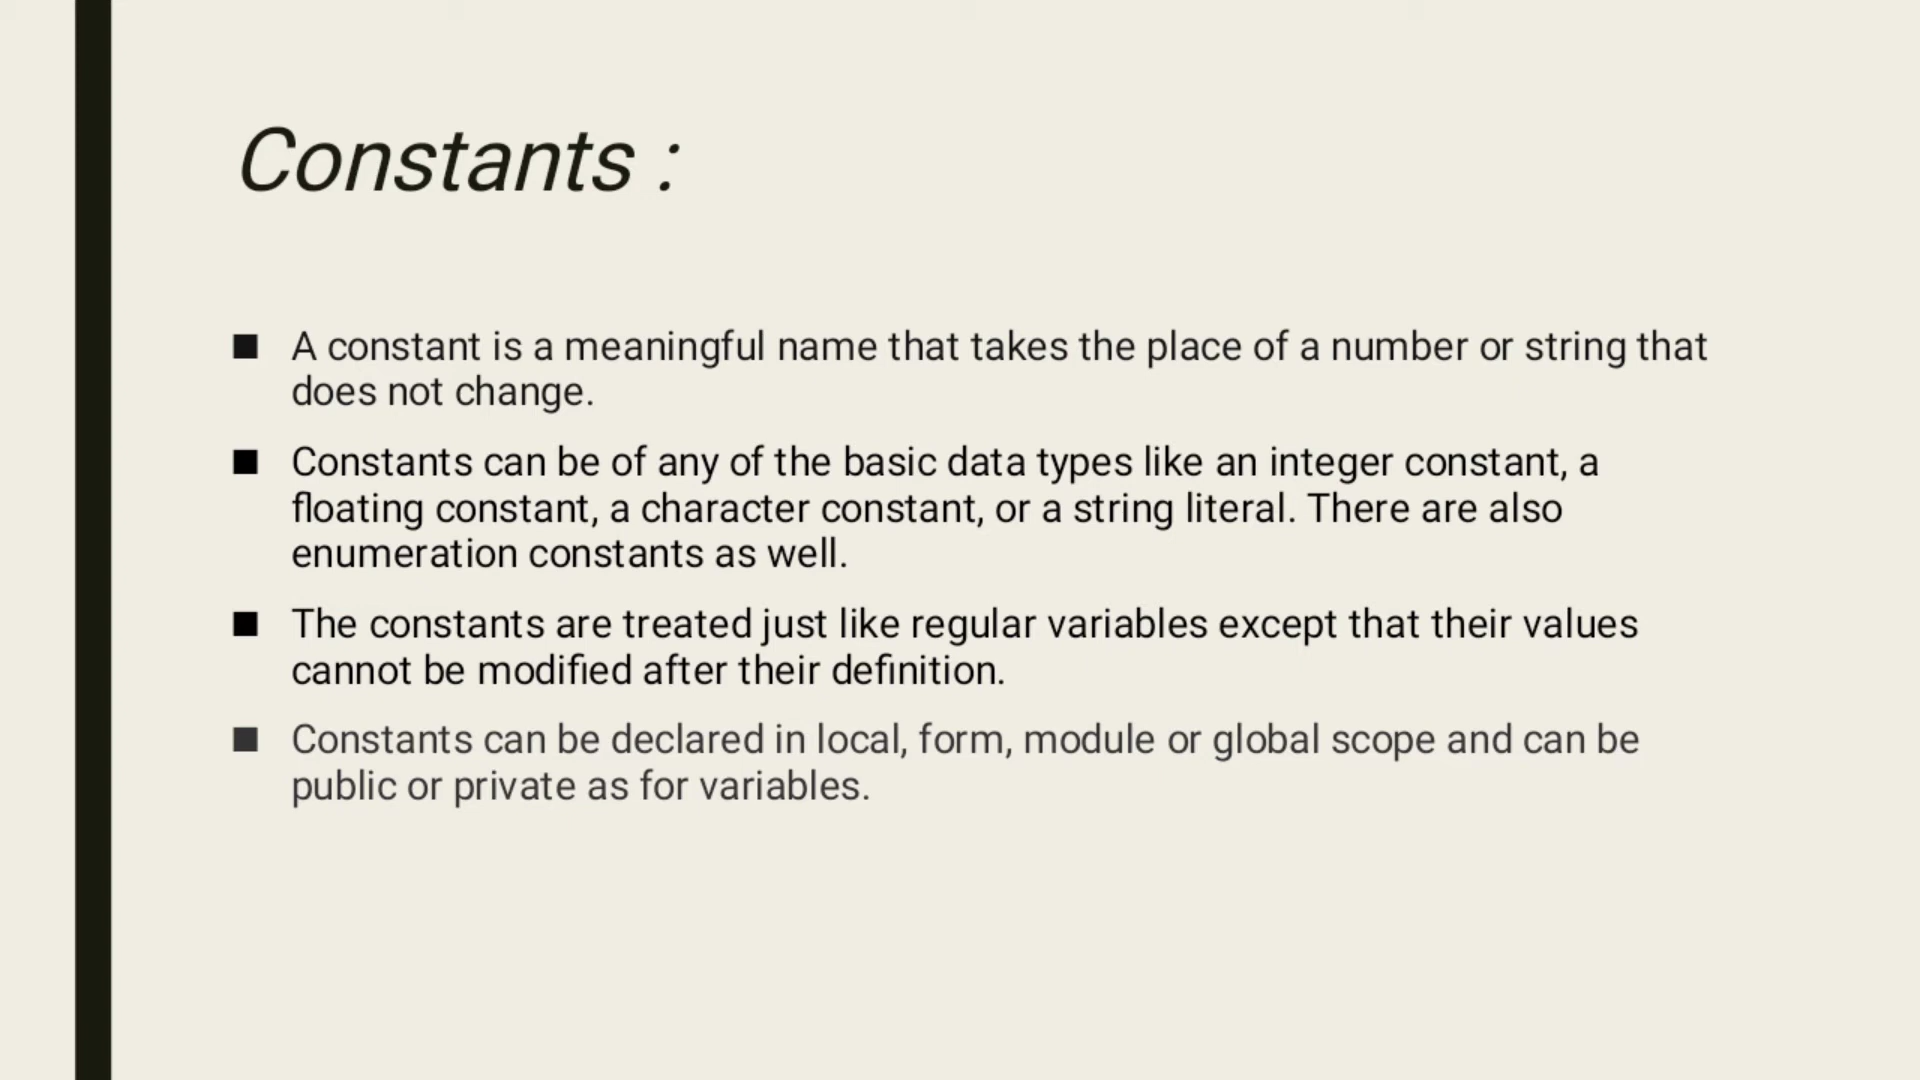 Constants :
■ A constant is a meaningful name that takes the place of a number or string that
does not change.
■ Constants can be of any of the basic data types like an integer constant, a
floating constant, a character constant, or a string literal. There are also
enumeration constants as well.
■ The constants are treated just like regular variables except that their values
cannot be modified after their definition.
■ Constants can be declared in local, form, module or global scope and can be
public or private as for variables.